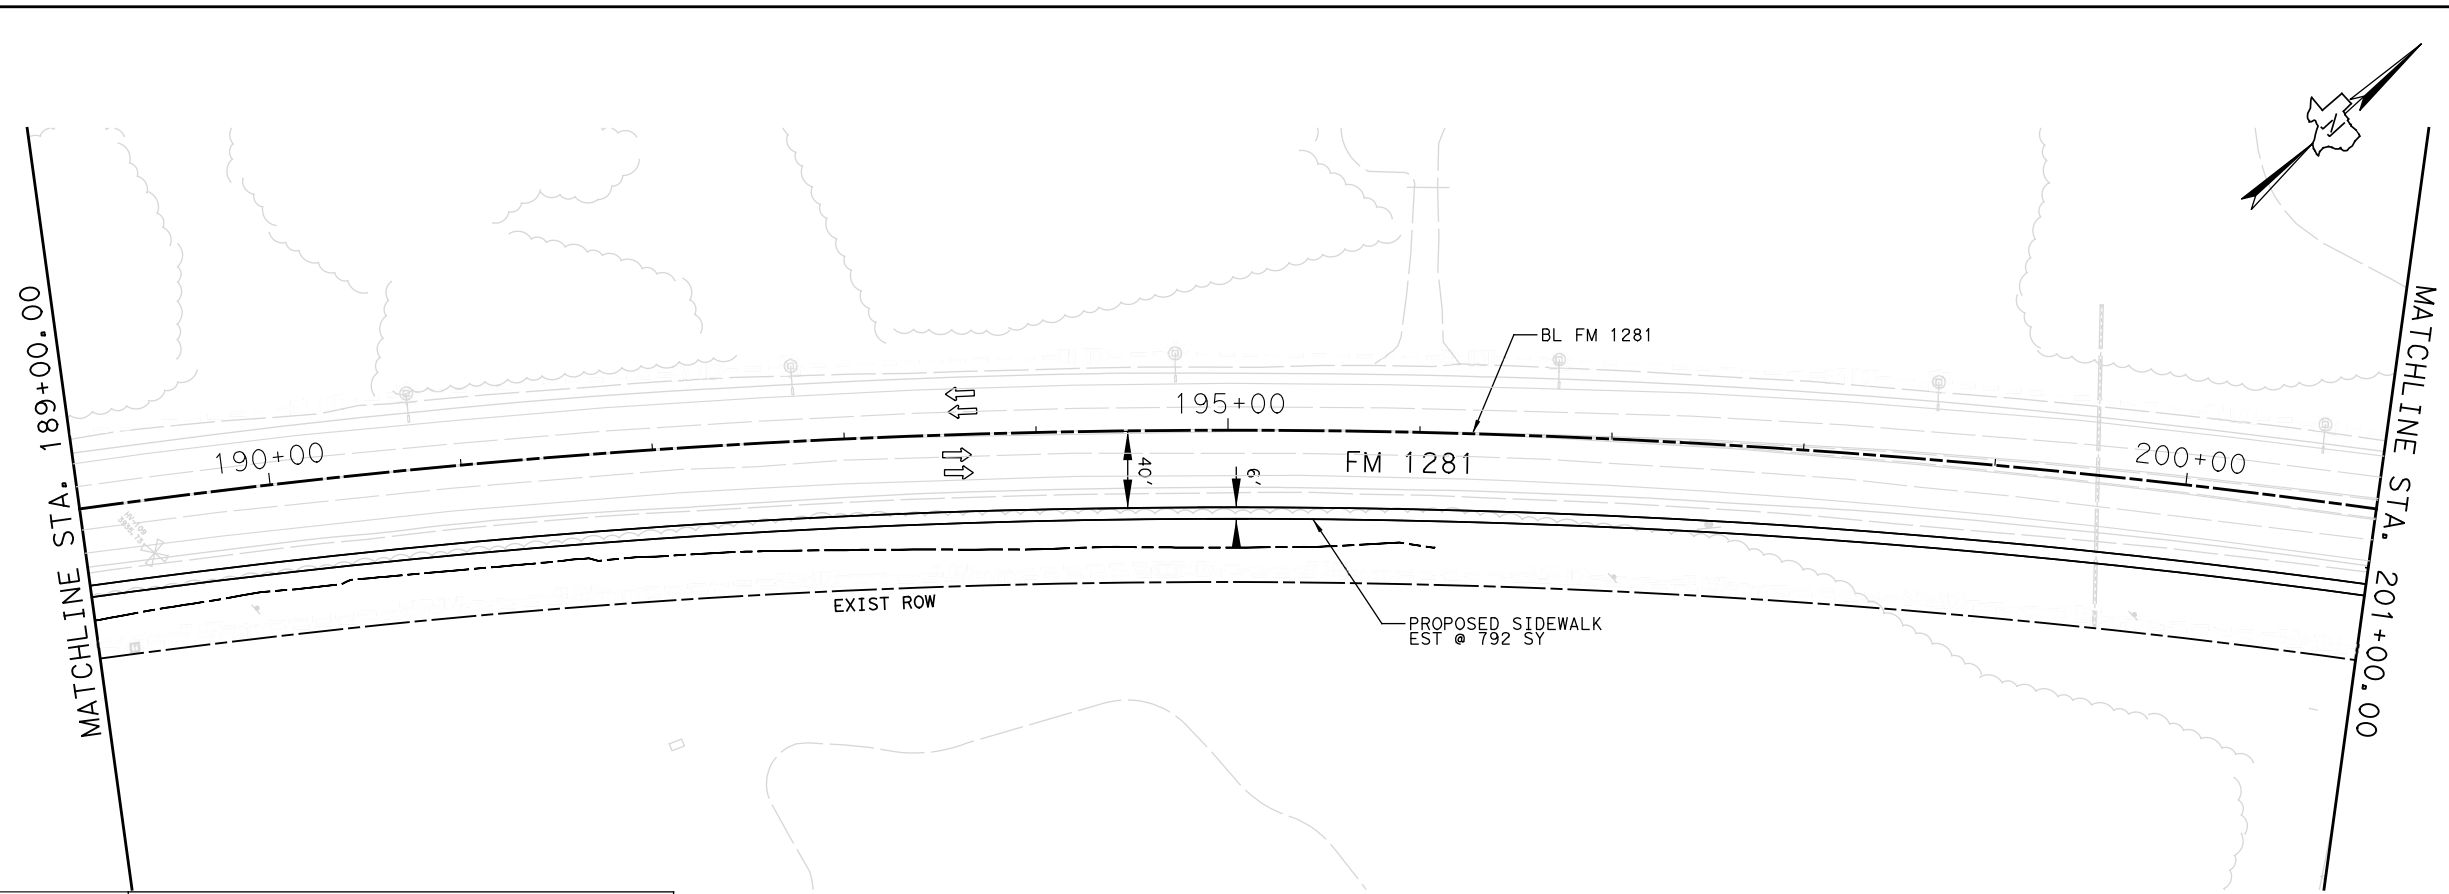 MATCHLINE STA. 189+00.00
190+00
195+00
200+00
BL FM 1281
FM 1281
40'
6'
EXIST ROW
PROPOSED SIDEWALK
EST @ 792 SY
MATCHLINE STA. 201+00.00